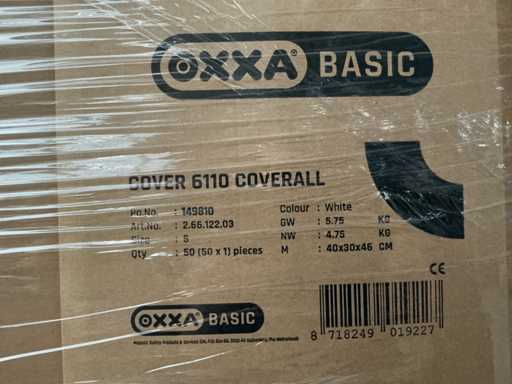 OXXA® BASIC
COVER 6110 COVERALL
Po.No. : 149810
Art.No. : 2.66.122.03
Size : S
Qty : 50 (50 x 1) pieces
Colour : White
GW : 5.75 KG
NW : 4.75 KG
M : 40x30x46 CM
CE
OXXA® BASIC
8 718249 019227